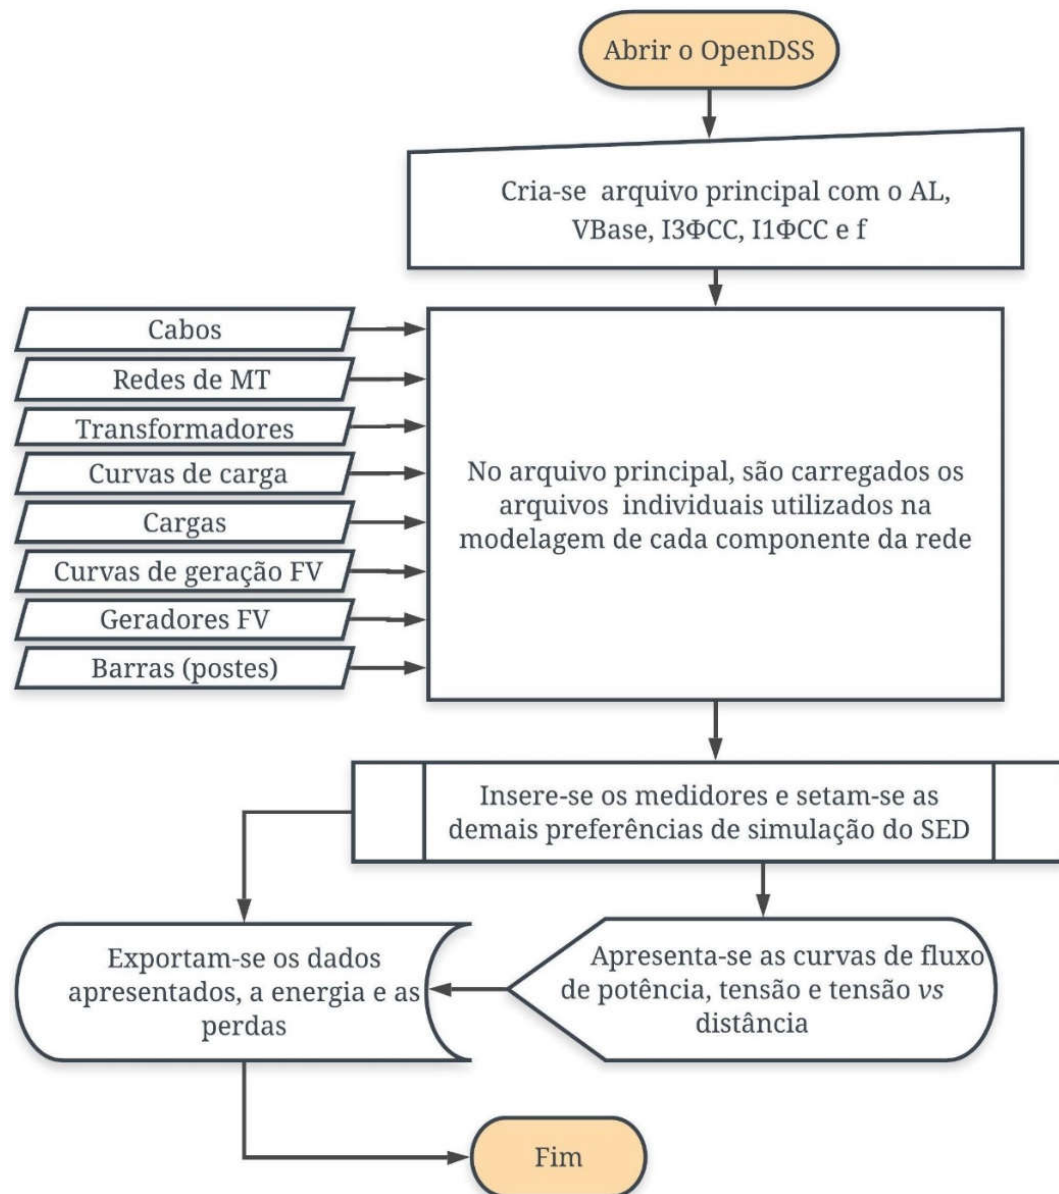 Abrir o OpenDSS
Cria-se arquivo principal com o AL,
VBase, I3ΦCC, I1ΦCC e f
Cabos
Redes de MT
Transformadores
Curvas de carga
Cargas
Curvas de geração FV
Geradores FV
Barras (postes)
No arquivo principal, são carregados os
arquivos individuais utilizados na
modelagem de cada componente da rede
Insere-se os medidores e setam-se as
demais preferências de simulação do SED
Apresenta-se as curvas de fluxo
de potência, tensão e tensão vs
distância
Exportam-se os dados
apresentados, a energia e as
perdas
Fim